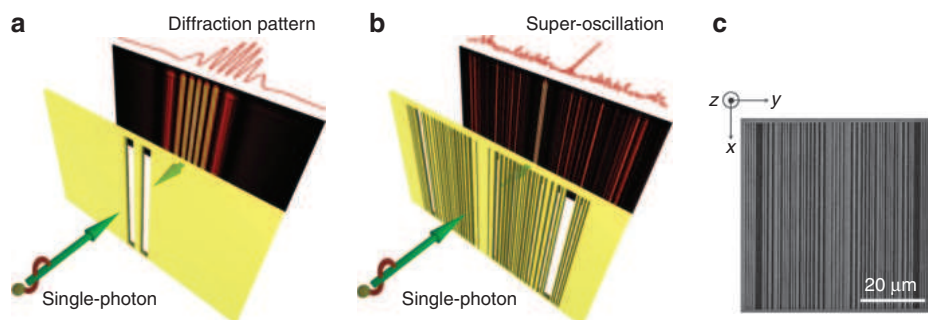 a
Diffraction pattern
Single-photon
b
Super-oscillation
Single-photon
c
z
y
x
20 μm